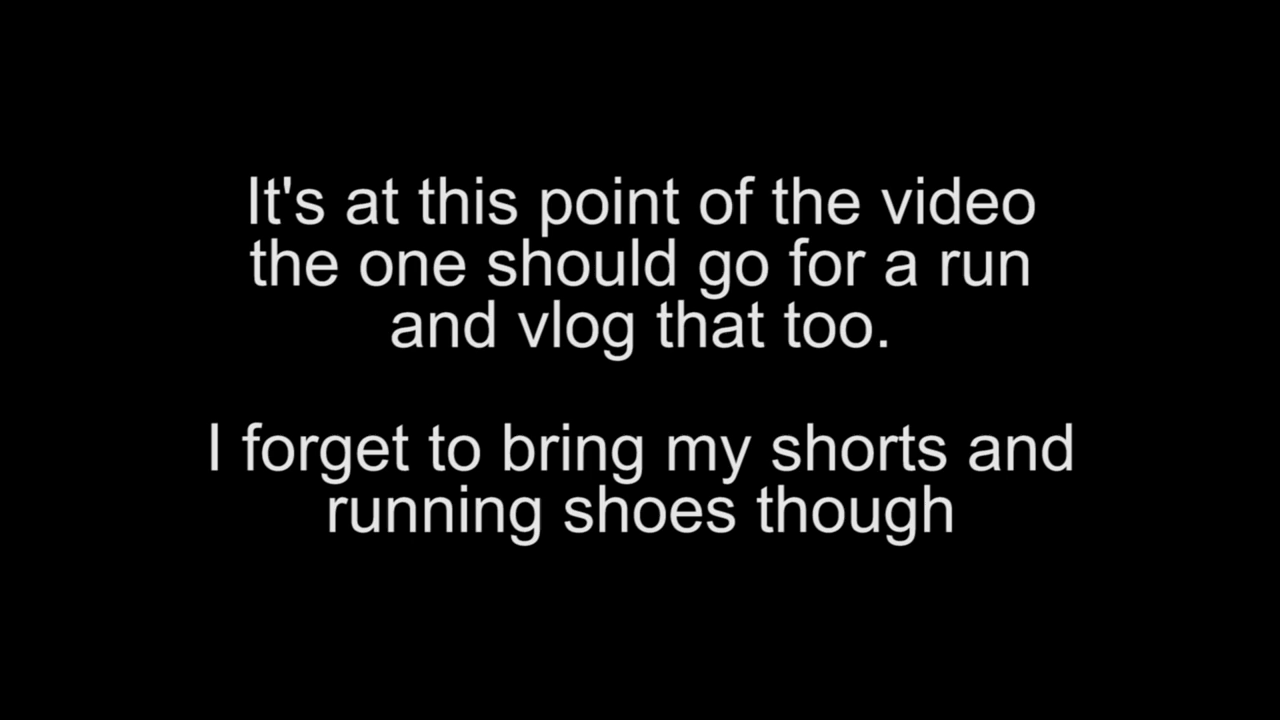 It's at this point of the video
the one should go for a run
and vlog that too.
I forget to bring my shorts and
running shoes though